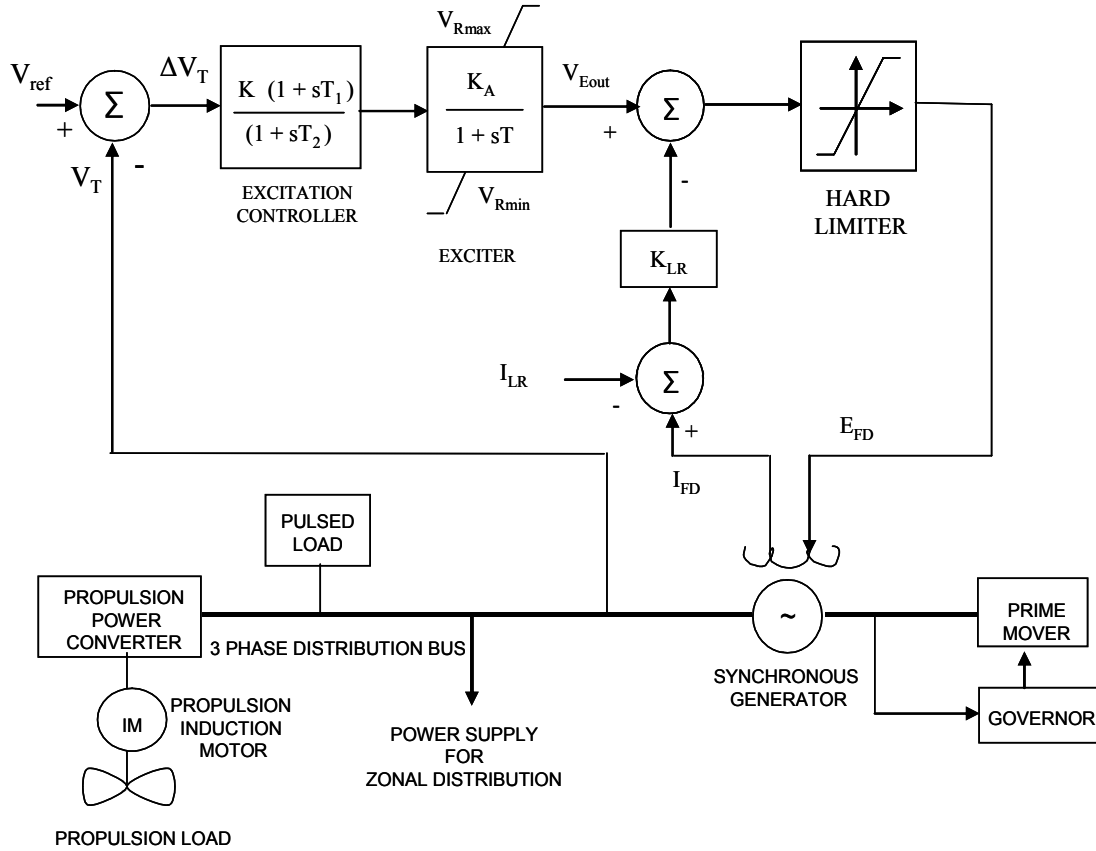 V_Rmax
V_ref
ΔV_T
V_Eout
Σ
K (1 + sT_1)
(1 + sT_2)
K_A
1 + sT
Σ
+
-
V_T
+
-
EXCITATION
CONTROLLER
V_Rmin
EXCITER
HARD
LIMITER
K_LR
I_LR
Σ
-
+
I_FD
E_FD
PULSED
LOAD
PROPULSION
POWER
CONVERTER
3 PHASE DISTRIBUTION BUS
~
PRIME
MOVER
SYNCHRONOUS
GENERATOR
GOVERNOR
IM
PROPULSION
INDUCTION
MOTOR
POWER SUPPLY
FOR
ZONAL DISTRIBUTION
PROPULSION LOAD